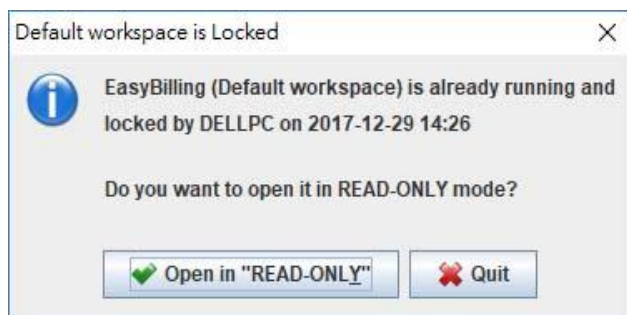 Default workspace is Locked
EasyBilling (Default workspace) is already running and
locked by DELLPC on 2017-12-29 14:26
Do you want to open it in READ-ONLY mode?
Open in "READ-ONLY"
Quit